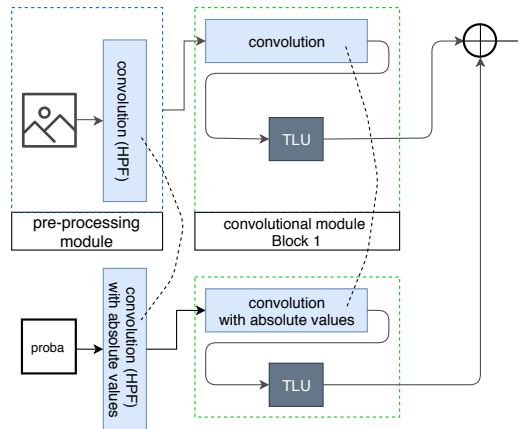 convolution (HPF)
convolution
TLU
pre-processing
module
convolutional module
Block 1
proba
convolution (HPF)
with absolute values
convolution
with absolute values
TLU